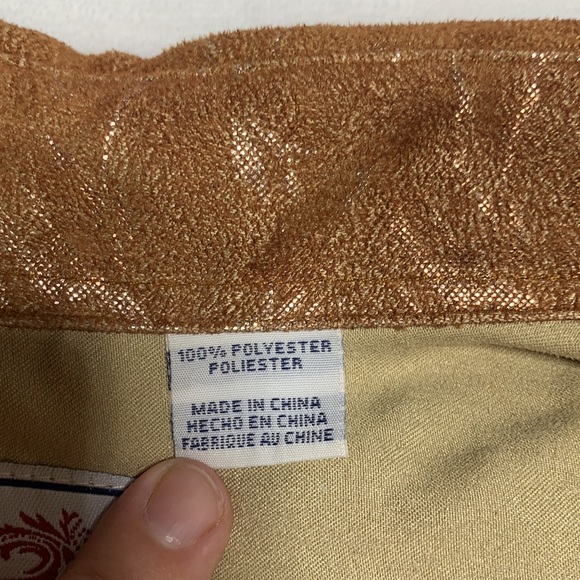 100% POLYESTER
POLIESTER
MADE IN CHINA
HECHO EN CHINA
FABRIQUE AU CHINE